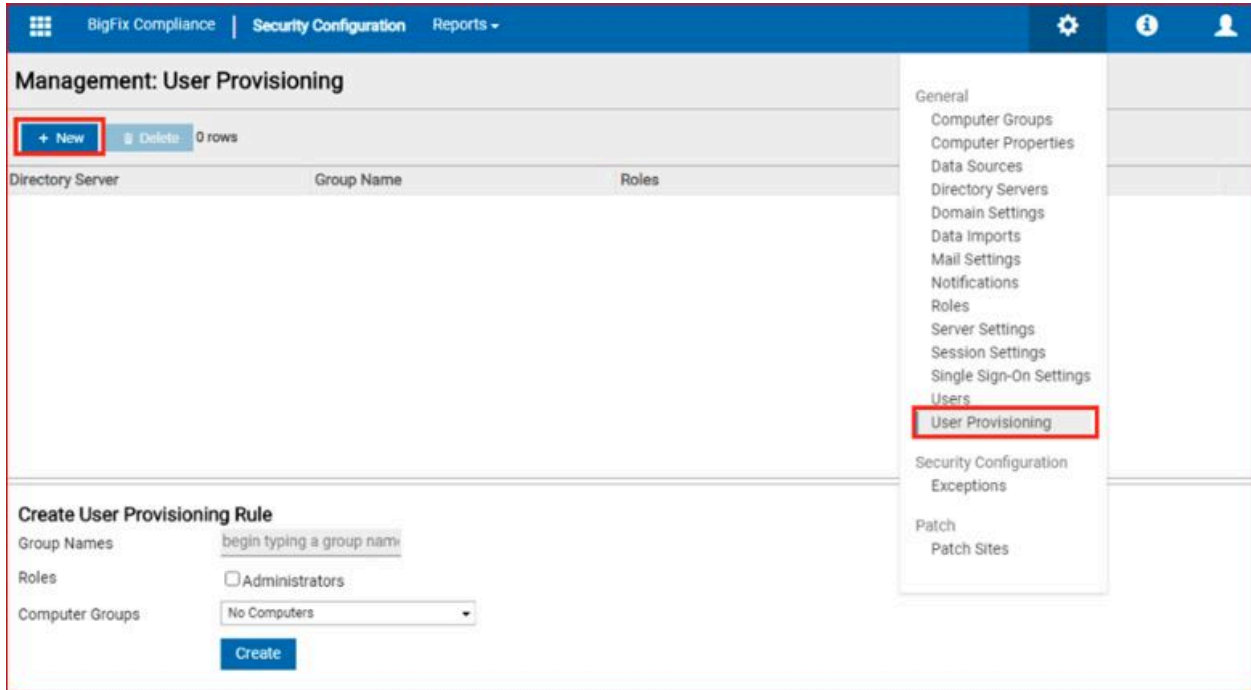 BigFix Compliance | Security Configuration Reports
Management: User Provisioning
+ New Delete 0 rows
Directory Server Group Name Roles
General
Computer Groups
Computer Properties
Data Sources
Directory Servers
Domain Settings
Data Imports
Mail Settings
Notifications
Roles
Server Settings
Session Settings
Single Sign-On Settings
Users
User Provisioning
Security Configuration
Exceptions
Patch
Patch Sites
Create User Provisioning Rule
Group Names begin typing a group nam
Roles Administrators
Computer Groups No Computers
Create